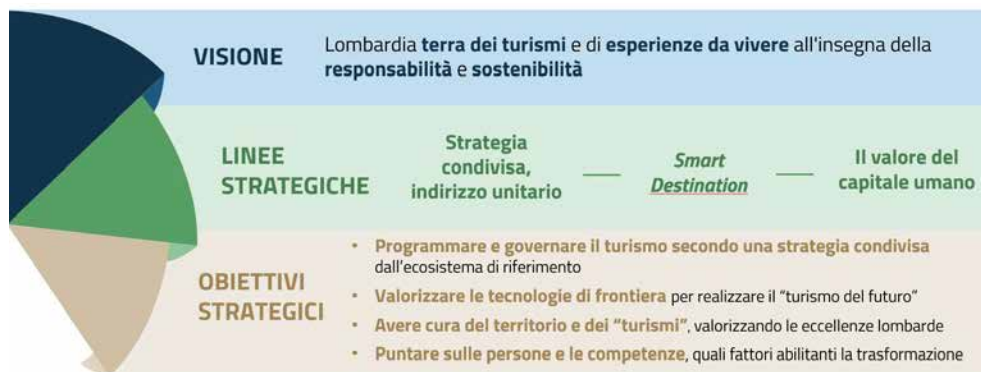 VISIONE
Lombardia terra dei turismi e di esperienze da vivere all'insegna della
responsabilità e sostenibilità
LINEE
STRATEGICHE
Strategia
condivisa,
indirizzo unitario
Smart
Destination
Il valore del
capitale umano
OBIETTIVI
STRATEGICI
• Programmare e governare il turismo secondo una strategia condivisa
dall'ecosistema di riferimento
• Valorizzare le tecnologie di frontiera per realizzare il “turismo del futuro”
• Avere cura del territorio e dei “turismi”, valorizzando le eccellenze lombarde
• Puntare sulle persone e le competenze, quali fattori abilitanti la trasformazione